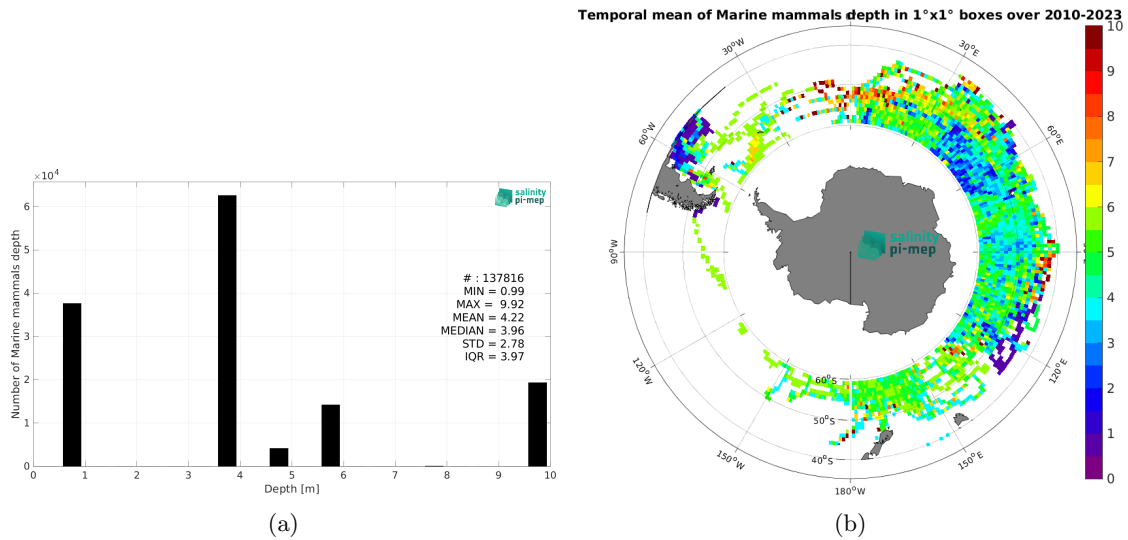 ×10⁴
6
5
4
3
2
1
0
Number of Marine mammals depth
0 1 2 3 4 5 6 7 8 9 10
Depth [m]
salinity
pi-mep
# : 137816
MIN = 0.99
MAX = 9.92
MEAN = 4.22
MEDIAN = 3.96
STD = 2.78
IQR = 3.97
(a)
Temporal mean of Marine mammals depth in 1°x1° boxes over 2010-2023
30°W
30°E
60°W
60°E
90°W
120°W
120°E
150°W
150°E
180°W
60°S
50°S
40°S
salinity
pi-mep
10
9
8
7
6
5
4
3
2
1
0
(b)